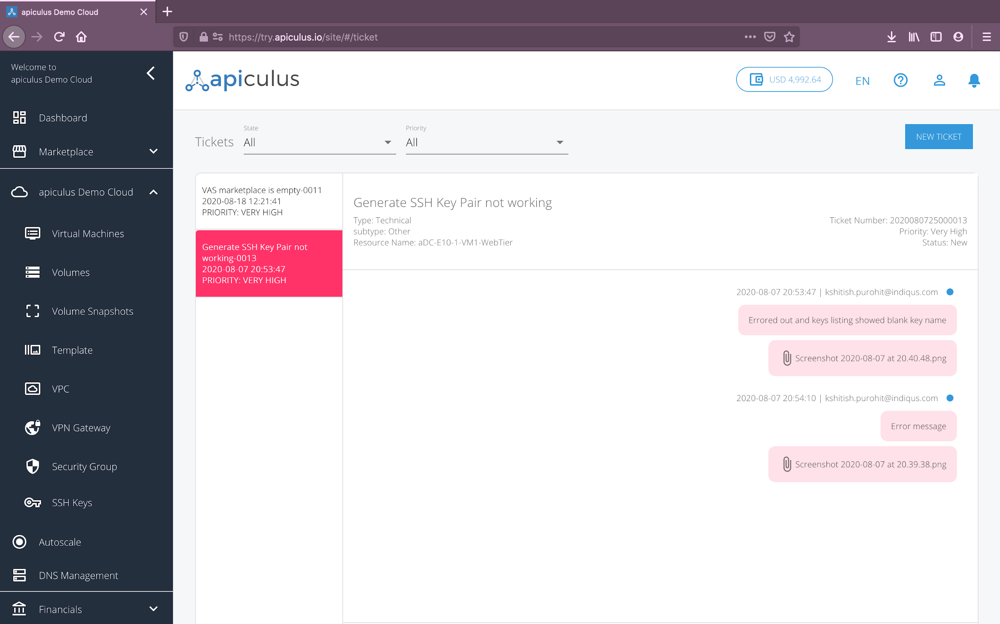 apiculus Demo Cloud
https://try.apiculus.io/site/#/ticket
Welcome to
apiculus Demo Cloud
Dashboard
Marketplace
apiculus Demo Cloud
Virtual Machines
Volumes
Volume Snapshots
Template
VPC
VPN Gateway
Security Group
SSH Keys
Autoscale
DNS Management
Financials
apiculus
USD 4,992.64
EN
Tickets
State
All
Priority
All
NEW TICKET
VAS marketplace is empty-0011
2020-08-18 12:21:41
PRIORITY: VERY HIGH
Generate SSH Key Pair not
working-0013
2020-08-07 20:53:47
PRIORITY: VERY HIGH
Generate SSH Key Pair not working
Type: Technical
subtype: Other
Resource Name: aDC-E10-1-VM1-WebTier
Ticket Number: 2020080725000013
Priority: Very High
Status: New
2020-08-07 20:53:47 | kshitish.purohit@indiqus.com
Errored out and keys listing showed blank key name
Screenshot 2020-08-07 at 20.40.48.png
2020-08-07 20:54:10 | kshitish.purohit@indiqus.com
Error message
Screenshot 2020-08-07 at 20.39.38.png